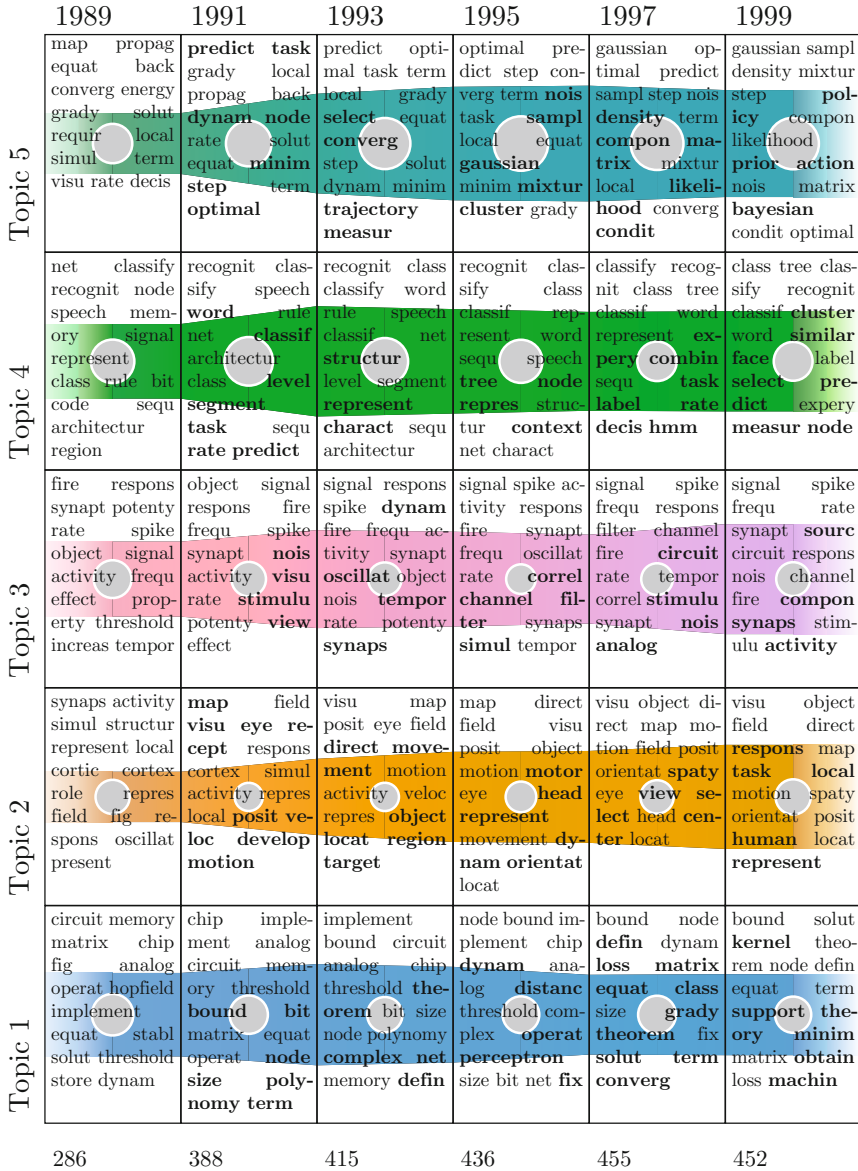 1989 1991 1993 1995 1997 1999
Topic 5
map propag
equat back
converg energy
grady solut
requir local
simul term
visu rate decis
predict task
grady local
propag back
dynam node
rate solut
equat minim
step term
optimal
predict opti-
mal task term
local grady
select equat
converg
step solut
dynam minim
trajectory
measur
optimal pre-
dict step con-
verg term nois
task sampl
local equat
gaussian
minim mixtur
cluster grady
gaussian op-
timal predict
sampl step nois
density term
compon ma-
trix mixtur
local likeli-
hood converg
condit
gaussian sampl
density mixtur
step pol-
icy compon
likelihood
prior action
nois matrix
bayesian
condit optimal
Topic 4
net classify
recognit node
speech mem-
ory signal
represent
class rule bit
code sequ
architectur
region
recognit clas-
sify speech
word rule
net classif
architectur
class level
segment
task sequ
rate predict
recognit class
classify word
rule speech
classif net
structur
level segment
represent
charact sequ
architectur
recognit clas-
sify class
classif rep-
resent word
sequ speech
tree node
repres struc-
tur context
net charact
classify recog-
nit class tree
classif word
represent ex-
pery combin
sequ task
label rate
decis hmm
class tree clas-
sify recognit
classif cluster
word similar
face label
select pre-
dict expery
measur node
Topic 3
fire respons
synapt potenty
rate spike
object signal
activity frequ
effect prop-
erty threshold
increas tempor
object signal
respons fire
frequ spike
synapt nois
activity visu
rate stimulu
potenty view
effect
signal respons
spike dynam
fire frequ ac-
tivity synapt
oscillat object
nois tempor
rate potenty
synaps
signal spike ac-
tivity respons
fire synapt
frequ oscillat
rate correl
channel fil-
ter synaps
simul tempor
signal spike
frequ respons
filter channel
fire circuit
rate tempor
correl stimulu
synapt nois
analog
signal spike
frequ rate
synapt sourc
circuit respons
nois channel
fire compon
synaps stim-
ulu activity
Topic 2
synaps activity
simul structur
represent local
cortic cortex
role repres
field fig re-
spons oscillat
present
map field
visu eye re-
cept respons
cortex simul
activity repres
local posit ve-
loc develop
motion
visu map
posit eye field
direct move-
ment motion
activity veloc
repres object
locat region
target
map direct
field visu
posit object
motion motor
eye head
represent
movement dy-
nam orientat
locat
visu object di-
rect map mo-
tion field posit
orientat spaty
eye view se-
lect head cen-
ter locat
visu object
field direct
respons map
task local
motion spaty
orientat posit
human locat
represent
Topic 1
circuit memory
matrix chip
fig analog
operat hopfield
implement
equat stabl
solut threshold
store dynam
chip imple-
ment analog
circuit mem-
ory threshold
bound bit
matrix equat
operat node
size poly-
nomy term
implement
bound circuit
analog chip
threshold the-
orem bit size
node polynomy
complex net
memory defin
node bound im-
plement chip
dynam ana-
log distanc
threshold com-
plex operat
perceptron
size bit net fix
bound node
defin dynam
loss matrix
equat class
size grady
theorem fix
solut term
converg
bound solut
kernel theo-
rem node defin
equat term
support the-
ory minim
matrix obtain
loss machin
286 388 415 436 455 452